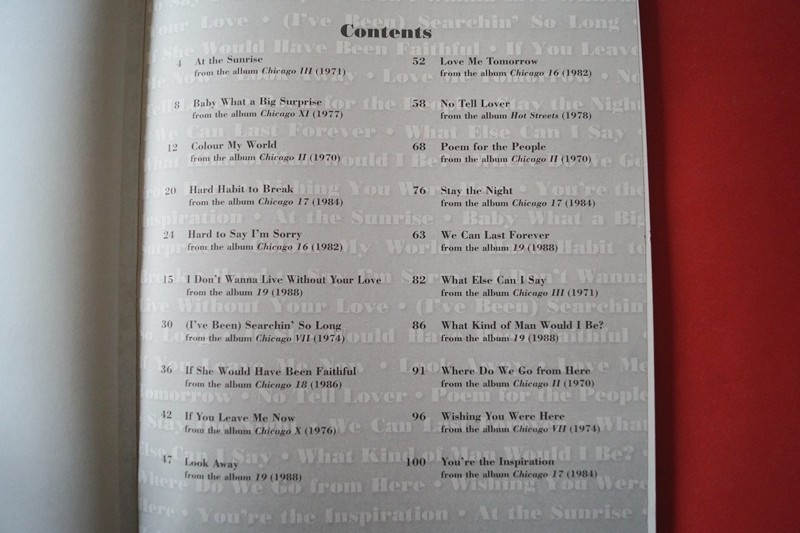 Contents
4 At the Sunrise
from the album Chicago III (1971)
8 Baby What a Big Surprise
from the album Chicago XI (1977)
12 Colour My World
from the album Chicago II (1970)
20 Hard Habit to Break
from the album Chicago 17 (1984)
24 Hard to Say I'm Sorry
from the album Chicago 16 (1982)
15 I Don't Wanna Live Without Your Love
from the album 19 (1988)
30 (I've Been) Searchin' So Long
from the album Chicago VII (1974)
36 If She Would Have Been Faithful
from the album Chicago 18 (1986)
42 If You Leave Me Now
from the album Chicago X (1976)
47 Look Away
from the album 19 (1988)
52 Love Me Tomorrow
from the album Chicago 16 (1982)
58 No Tell Lover
from the album Hot Streets (1978)
68 Poem for the People
from the album Chicago II (1970)
76 Stay the Night
from the album Chicago 17 (1984)
63 We Can Last Forever
from the album 19 (1988)
82 What Else Can I Say
from the album Chicago III (1971)
86 What Kind of Man Would I Be?
from the album 19 (1988)
91 Where Do We Go from Here
from the album Chicago II (1970)
96 Wishing You Were Here
from the album Chicago VII (1974)
100 You're the Inspiration
from the album Chicago 17 (1984)